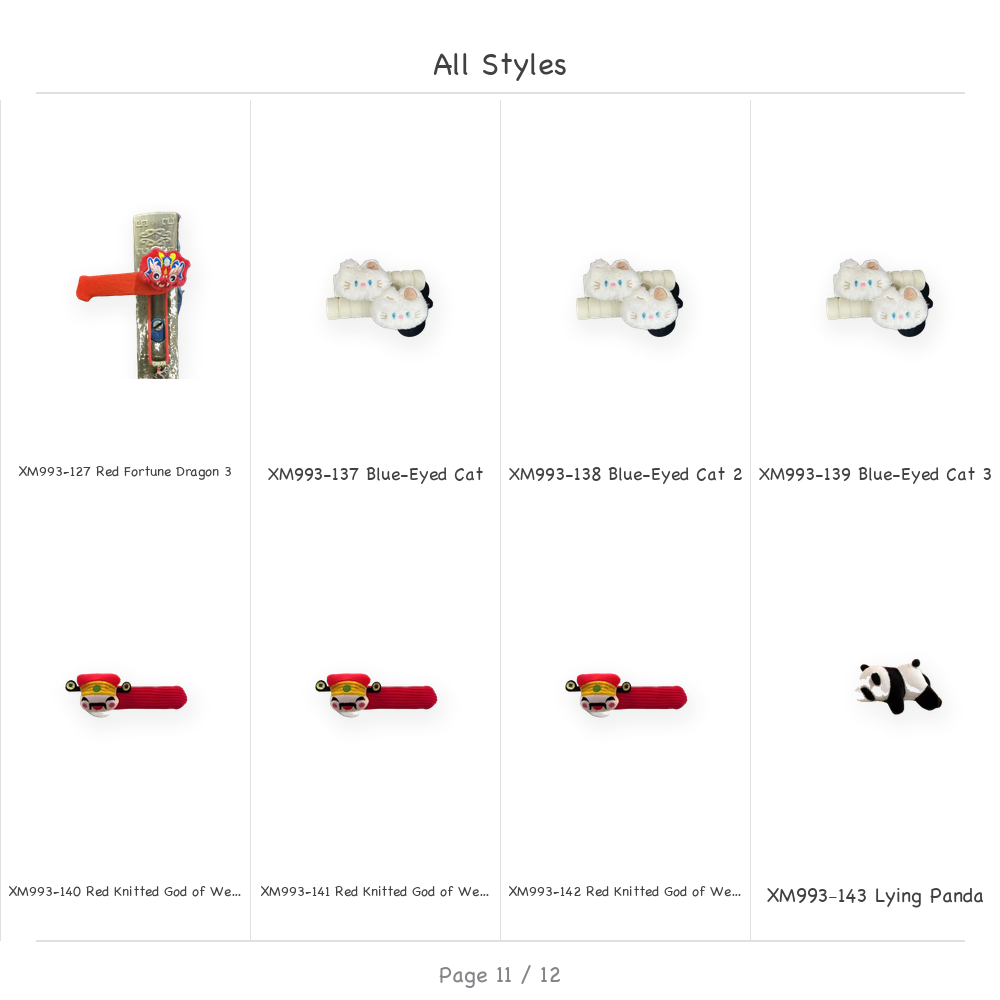 All Styles
XM993-127 Red Fortune Dragon 3
XM993-137 Blue-Eyed Cat
XM993-138 Blue-Eyed Cat 2
XM993-139 Blue-Eyed Cat 3
XM993-140 Red Knitted God of We...
XM993-141 Red Knitted God of We...
XM993-142 Red Knitted God of We...
XM993-143 Lying Panda
Page 11 / 12